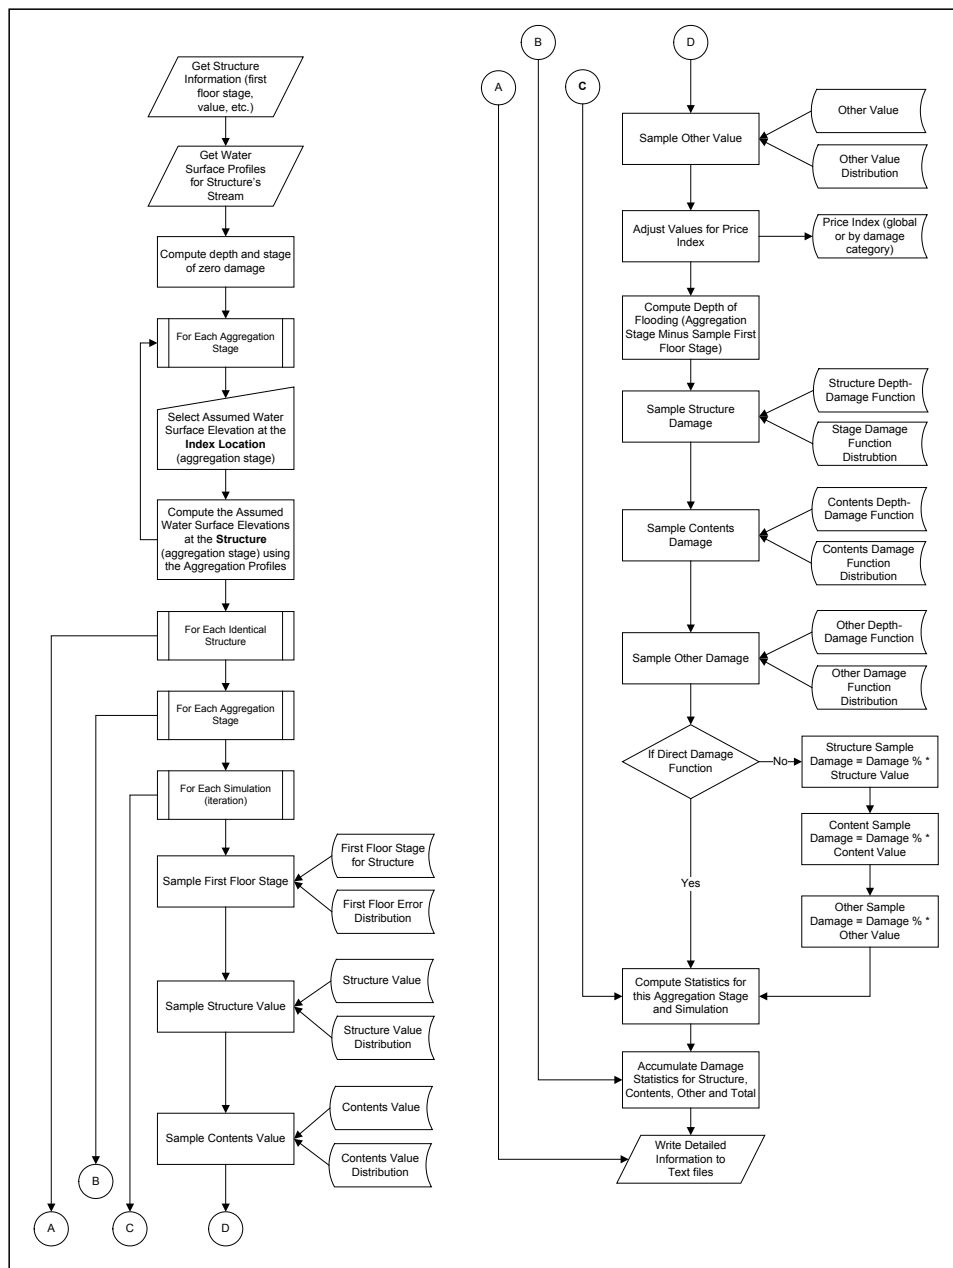 Get Structure
Information (first
floor stage,
value, etc.)
Get Water
Surface Profiles
for Structure's
Stream
Compute depth and stage
of zero damage
For Each Aggregation
Stage
Select Assumed Water
Surface Elevation at the
Index Location
(aggregation stage)
Compute the Assumed
Water Surface Elevations
at the Structure
(aggregation stage) using
the Aggregation Profiles
For Each Identical
Structure
For Each Aggregation
Stage
For Each Simulation
(iteration)
Sample First Floor Stage
First Floor Stage
for Structure
First Floor Error
Distribution
Sample Structure Value
Structure Value
Structure Value
Distribution
Sample Contents Value
Contents Value
Contents Value
Distribution
B
A
C
D
B
D
A
C
Sample Other Value
Other Value
Other Value
Distribution
Adjust Values for Price
Index
Price Index (global
or by damage
category)
Compute Depth of
Flooding (Aggregation
Stage Minus Sample First
Floor Stage)
Sample Structure
Damage
Structure Depth-
Damage Function
Stage Damage
Function
Distrubtion
Sample Contents
Damage
Contents Depth-
Damage Function
Contents Damage
Function
Distribution
Sample Other Damage
Other Depth-
Damage Function
Other Damage
Function
Distribution
If Direct Damage
Function
No
Structure Sample
Damage = Damage % *
Structure Value
Content Sample
Damage = Damage % *
Content Value
Yes
Other Sample
Damage = Damage % *
Other Value
Compute Statistics for
this Aggregation Stage
and Simulation
Accumulate Damage
Statistics for Structure,
Contents, Other and Total
Write Detailed
Information to
Text files